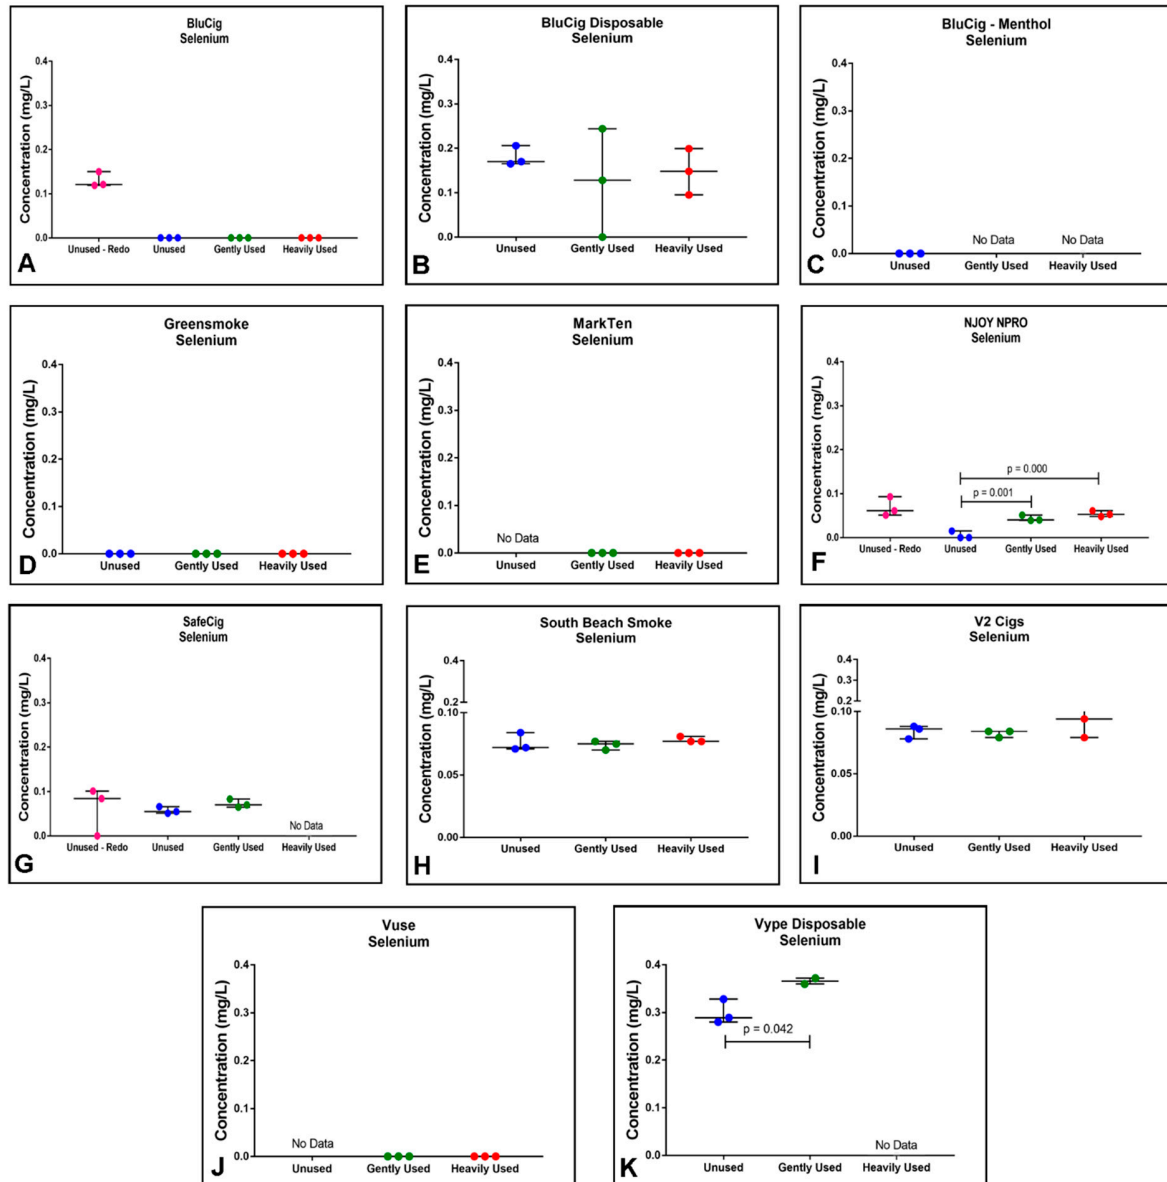 BluCig
Selenium
Concentration (mg/L)
0.4
0.3
0.2
0.1
0.0
Unused - Redo Unused Gently Used Heavily Used
A
BluCig Disposable
Selenium
Concentration (mg/L)
0.4
0.3
0.2
0.1
0.0
Unused Gently Used Heavily Used
B
BluCig - Menthol
Selenium
Concentration (mg/L)
0.4
0.3
0.2
0.1
0.0
No Data No Data
Unused Gently Used Heavily Used
C
Greensmoke
Selenium
Concentration (mg/L)
0.4
0.3
0.2
0.1
0.0
Unused Gently Used Heavily Used
D
MarkTen
Selenium
Concentration (mg/L)
0.4
0.3
0.2
0.1
0.0
No Data
Unused Gently Used Heavily Used
E
NJOY NPRO
Selenium
Concentration (mg/L)
0.4
0.3
0.2
0.1
0.0
p = 0.000
p = 0.001
Unused - Redo Unused Gently Used Heavily Used
F
SafeCig
Selenium
Concentration (mg/L)
0.4
0.3
0.2
0.1
0.0
No Data
Unused - Redo Unused Gently Used Heavily Used
G
South Beach Smoke
Selenium
Concentration (mg/L)
0.4
0.2
0.10
0.05
0.00
Unused Gently Used Heavily Used
H
V2 Cigs
Selenium
Concentration (mg/L)
0.4
0.3
0.2
0.10
0.05
0.00
Unused Gently Used Heavily Used
I
Vuse
Selenium
Concentration (mg/L)
0.4
0.3
0.2
0.1
0.0
No Data
Unused Gently Used Heavily Used
J
Vype Disposable
Selenium
Concentration (mg/L)
0.4
0.3
0.2
0.1
0.0
p = 0.042
No Data
Unused Gently Used Heavily Used
K